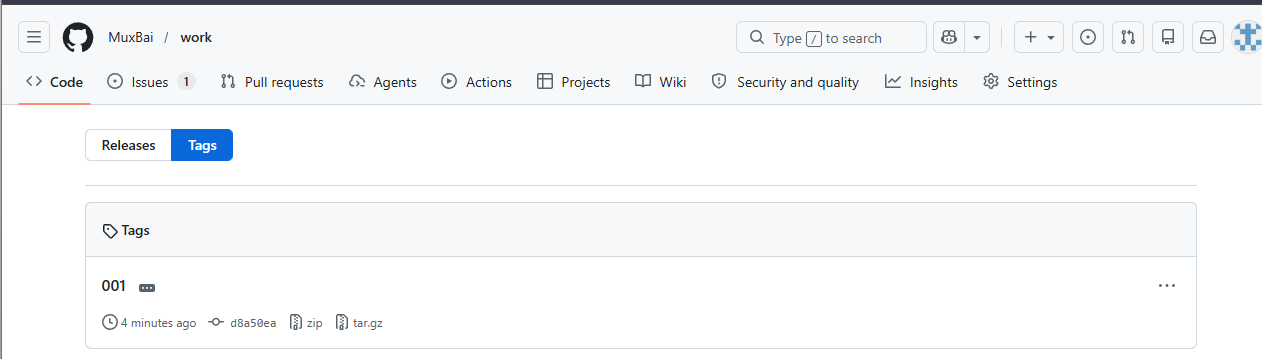 MuxBai / work Type / to search
Code Issues 1 Pull requests Agents Actions Projects Wiki Security and quality Insights Settings
Releases Tags
Tags
001
4 minutes ago d8a50ea zip tar.gz